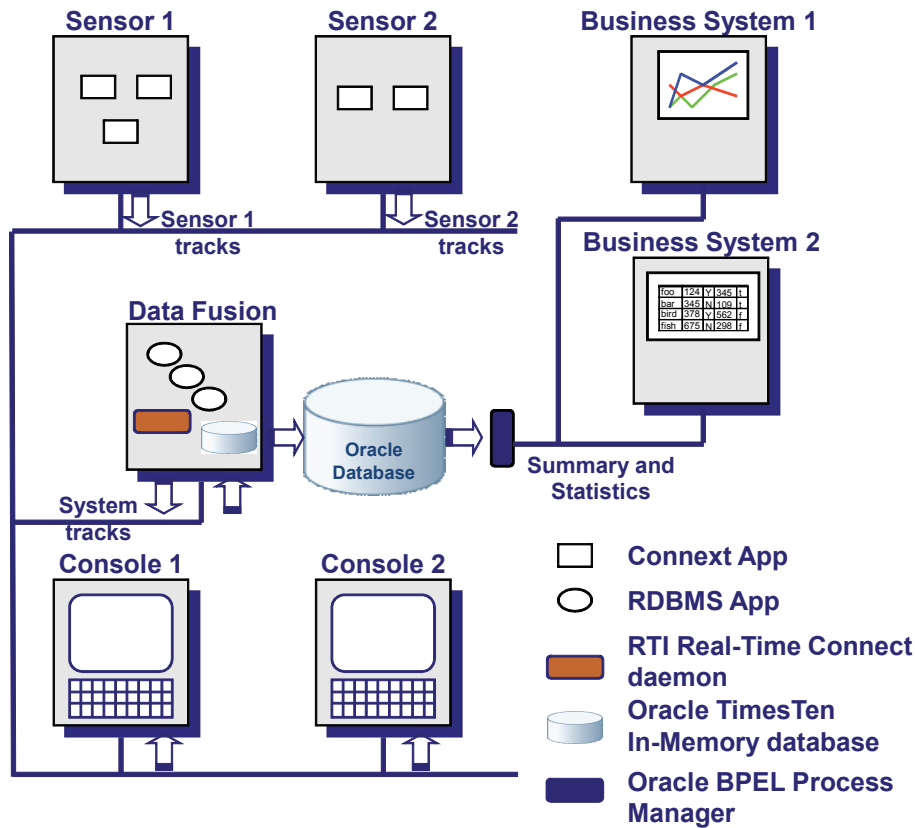 Sensor 1
Sensor 2
Business System 1
Sensor 1
tracks
Sensor 2
tracks
Business System 2
foo 124 Y 345 t
bar 345 N 109 t
bird 378 Y 562 f
fish 675 N 298 f
Data Fusion
Oracle
Database
Summary and
Statistics
System
tracks
Console 1
Console 2
Connext App
RDBMS App
RTI Real-Time Connect
daemon
Oracle TimesTen
In-Memory database
Oracle BPEL Process
Manager